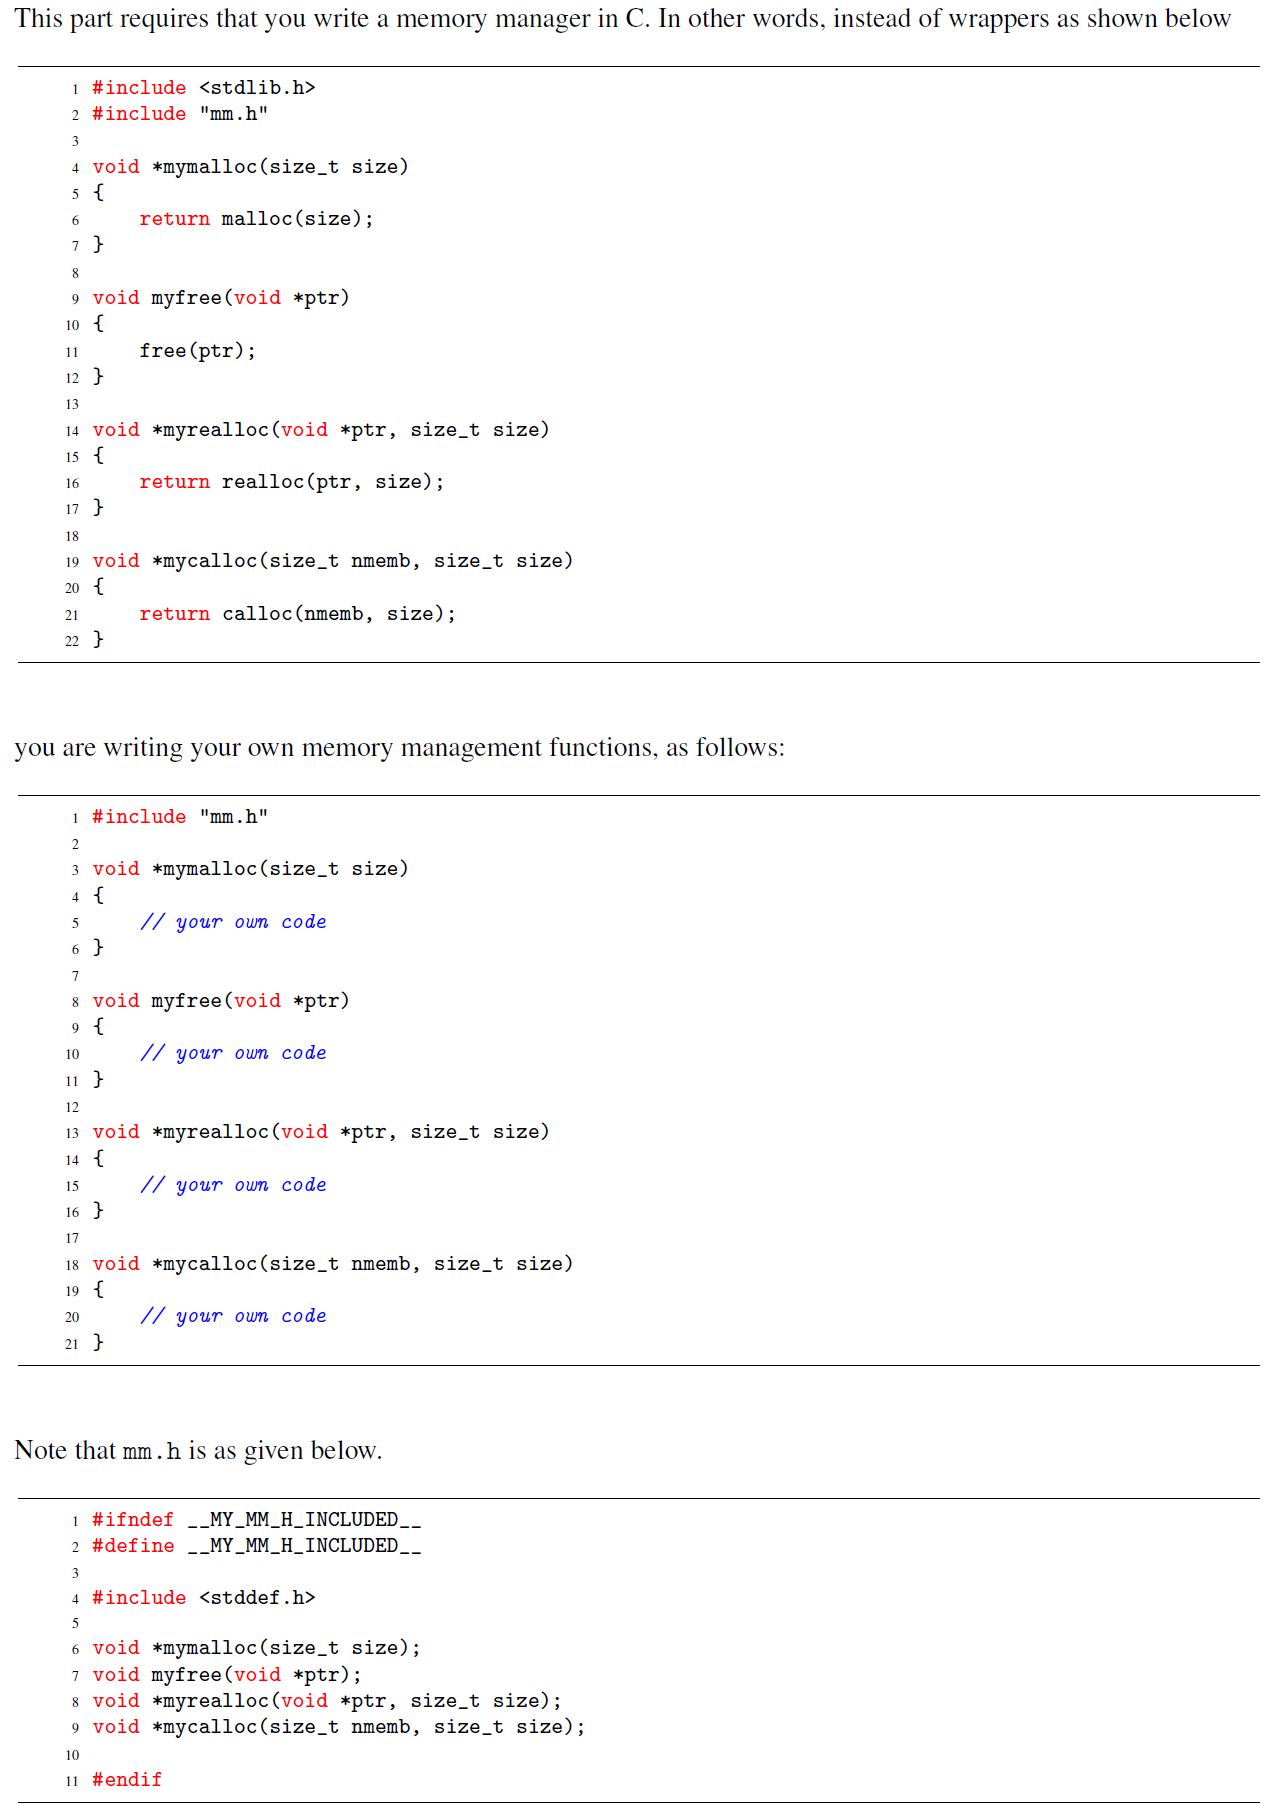 This part requires that you write a memory manager in C. In other words, instead of wrappers as shown below
1 #include <stdlib.h>
2 #include "mm.h"
3
4 void *mymalloc(size_t size)
5 {
6     return malloc(size);
7 }
8
9 void myfree(void *ptr)
10 {
11     free(ptr);
12 }
13
14 void *myrealloc(void *ptr, size_t size)
15 {
16     return realloc(ptr, size);
17 }
18
19 void *mycalloc(size_t nmemb, size_t size)
20 {
21     return calloc(nmemb, size);
22 }
you are writing your own memory management functions, as follows:
1 #include "mm.h"
2
3 void *mymalloc(size_t size)
4 {
5     // your own code
6 }
7
8 void myfree(void *ptr)
9 {
10     // your own code
11 }
12
13 void *myrealloc(void *ptr, size_t size)
14 {
15     // your own code
16 }
17
18 void *mycalloc(size_t nmemb, size_t size)
19 {
20     // your own code
21 }
Note that mm.h is as given below.
1 #ifndef __MY_MM_H_INCLUDED__
2 #define __MY_MM_H_INCLUDED__
3
4 #include <stddef.h>
5
6 void *mymalloc(size_t size);
7 void myfree(void *ptr);
8 void *myrealloc(void *ptr, size_t size);
9 void *mycalloc(size_t nmemb, size_t size);
10
11 #endif